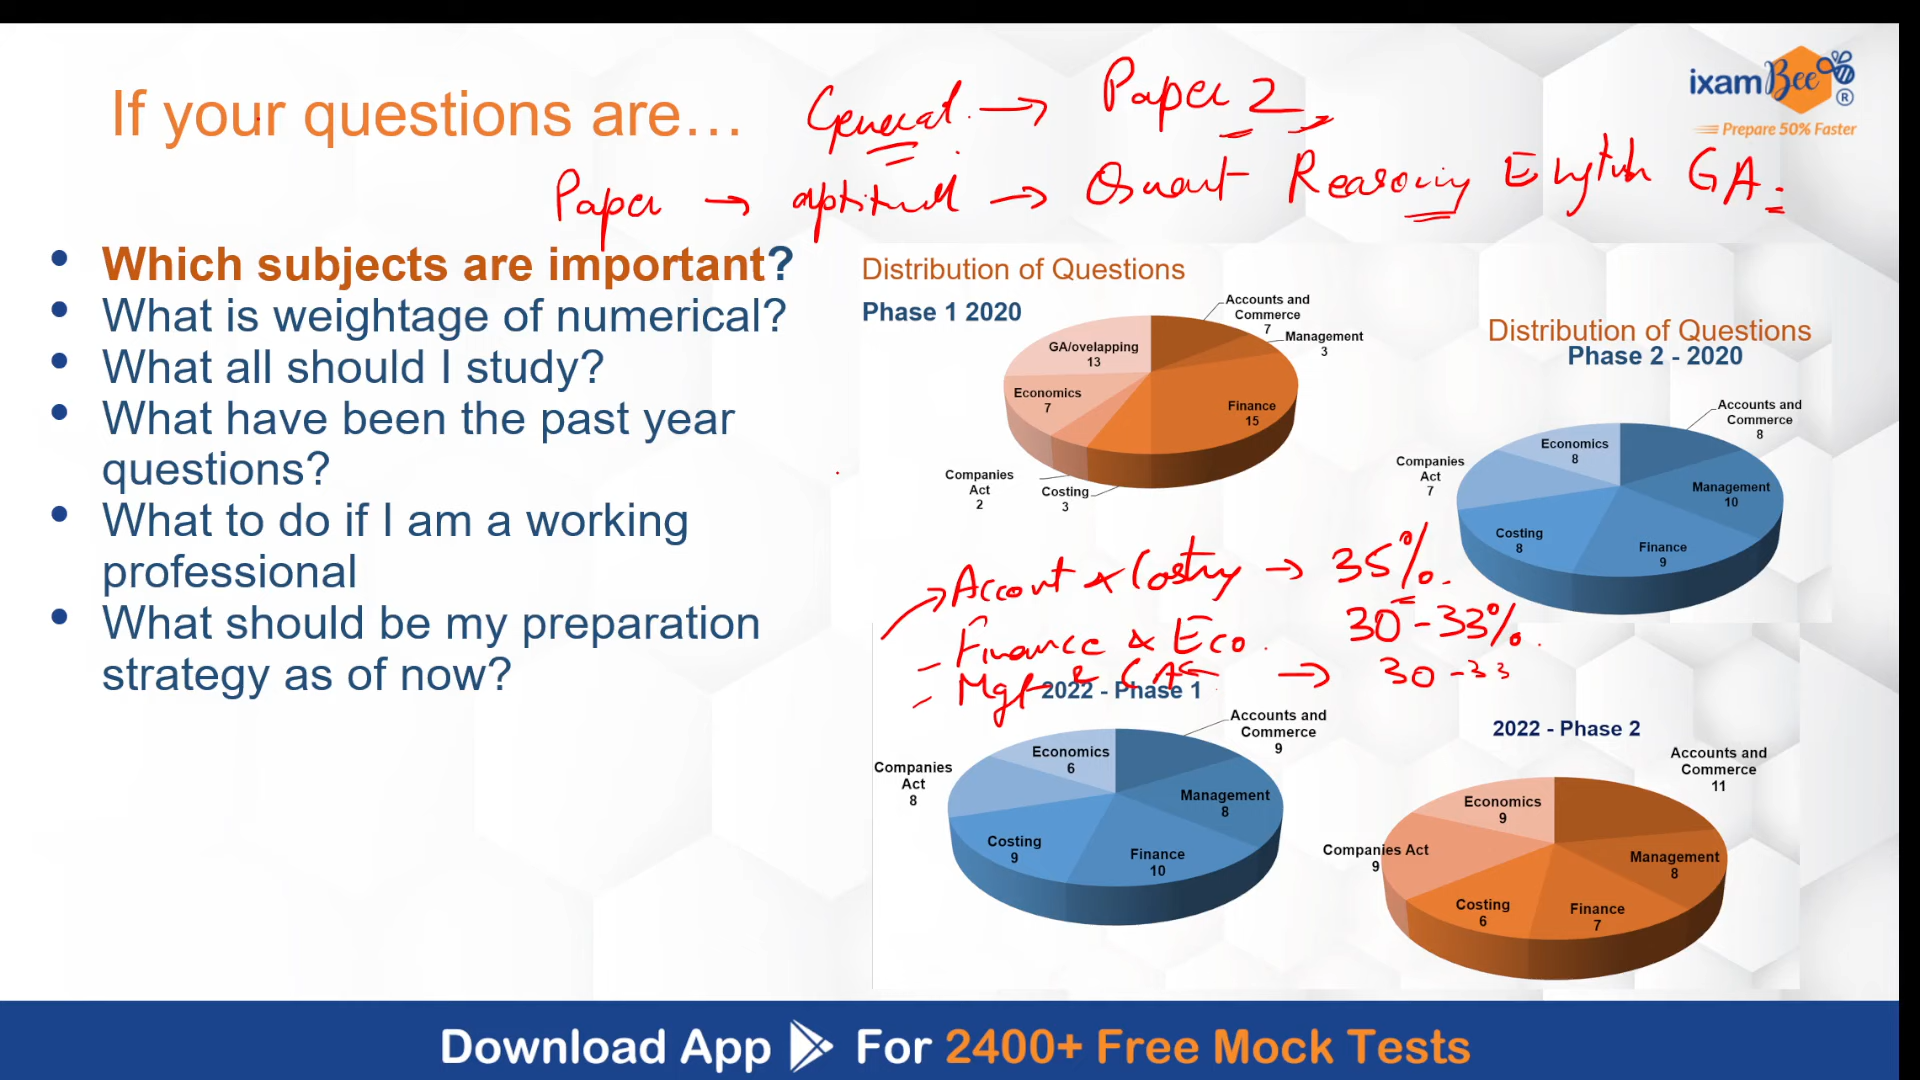 If your questions are…
General → Paper 2
ixamBee
®
Prepare 50% Faster
Paper → aptitude → Quant Reasoning English GA
• Which subjects are important?
• What is weightage of numerical?
• What all should I study?
• What have been the past year
questions?
• What to do if I am a working
professional
• What should be my preparation
strategy as of now?
Distribution of Questions
Phase 1 2020
Accounts and
Commerce
7
Management
3
Finance
15
Costing
3
Companies
Act
2
Economics
7
GA/ovelapping
13
Distribution of Questions
Phase 2 - 2020
Accounts and
Commerce
8
Management
10
Finance
9
Costing
8
Companies
Act
7
Economics
8
→ Account & Costing → 35%.
- Finance & Eco. 30-33%.
- Mgt & CA → 30-33
2022 - Phase 1
Accounts and
Commerce
9
Management
8
Finance
10
Costing
9
Companies
Act
8
Economics
6
2022 - Phase 2
Accounts and
Commerce
11
Management
8
Finance
7
Costing
6
Companies Act
9
Economics
9
Download App For 2400+ Free Mock Tests